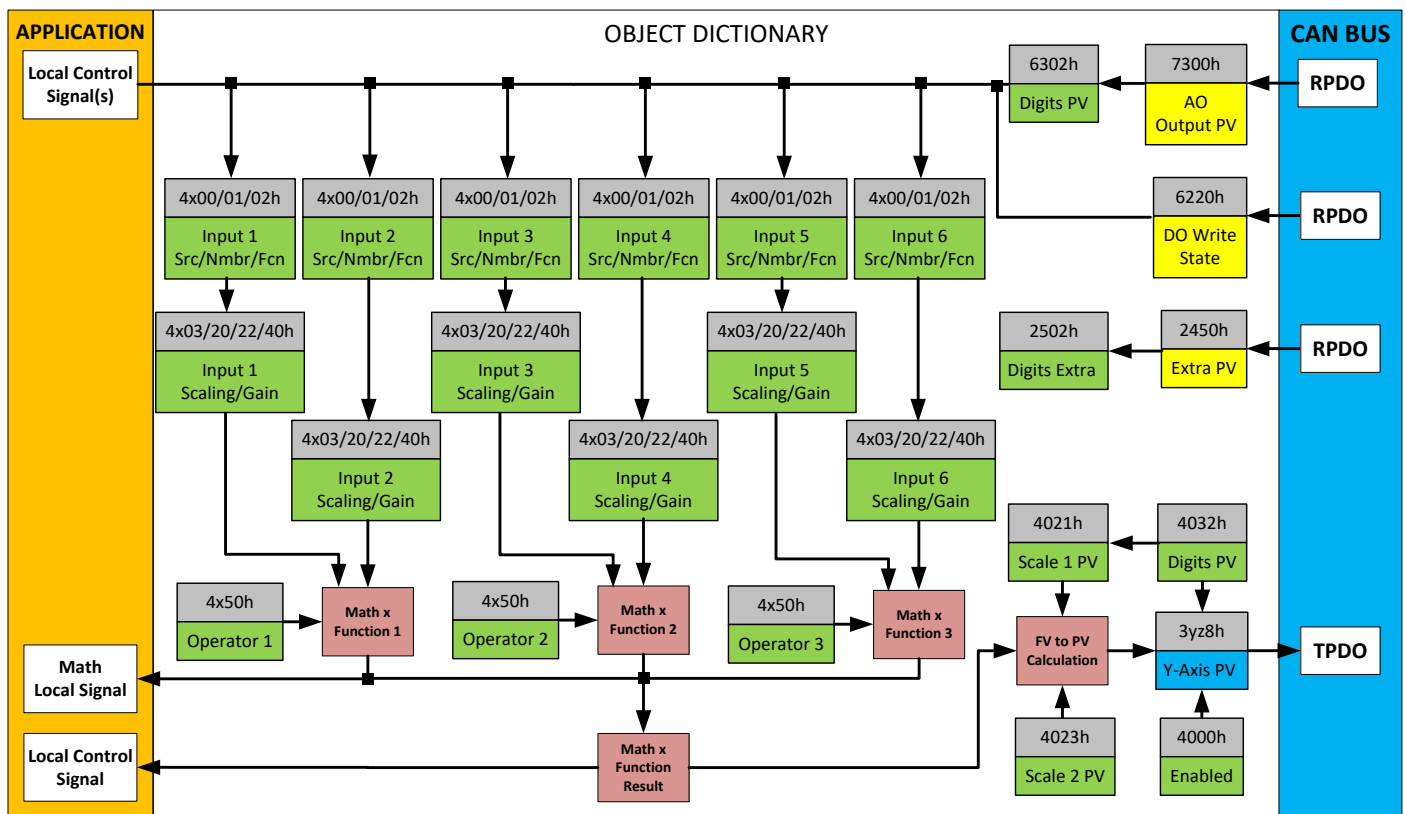 APPLICATION
OBJECT DICTIONARY
CAN BUS
Local Control
Signal(s)
6302h
Digits PV
7300h
AO
Output PV
RPDO
4x00/01/02h
Input 1
Src/Nmbr/Fcn
4x00/01/02h
Input 2
Src/Nmbr/Fcn
4x00/01/02h
Input 3
Src/Nmbr/Fcn
4x00/01/02h
Input 4
Src/Nmbr/Fcn
4x00/01/02h
Input 5
Src/Nmbr/Fcn
4x00/01/02h
Input 6
Src/Nmbr/Fcn
6220h
DO Write
State
RPDO
4x03/20/22/40h
Input 1
Scaling/Gain
4x03/20/22/40h
Input 3
Scaling/Gain
4x03/20/22/40h
Input 5
Scaling/Gain
2502h
Digits Extra
2450h
Extra PV
RPDO
4x03/20/22/40h
Input 2
Scaling/Gain
4x03/20/22/40h
Input 4
Scaling/Gain
4x03/20/22/40h
Input 6
Scaling/Gain
4021h
Scale 1 PV
4032h
Digits PV
4x50h
Operator 1
Math x
Function 1
4x50h
Operator 2
Math x
Function 2
4x50h
Operator 3
Math x
Function 3
FV to PV
Calculation
3yz8h
Y-Axis PV
TPDO
Math
Local Signal
Local Control
Signal
Math x
Function
Result
4023h
Scale 2 PV
4000h
Enabled